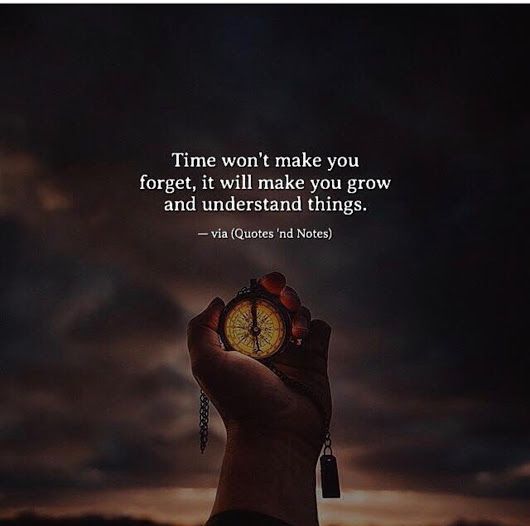 Time won't make you
forget, it will make you grow
and understand things.
— via (Quotes 'nd Notes)